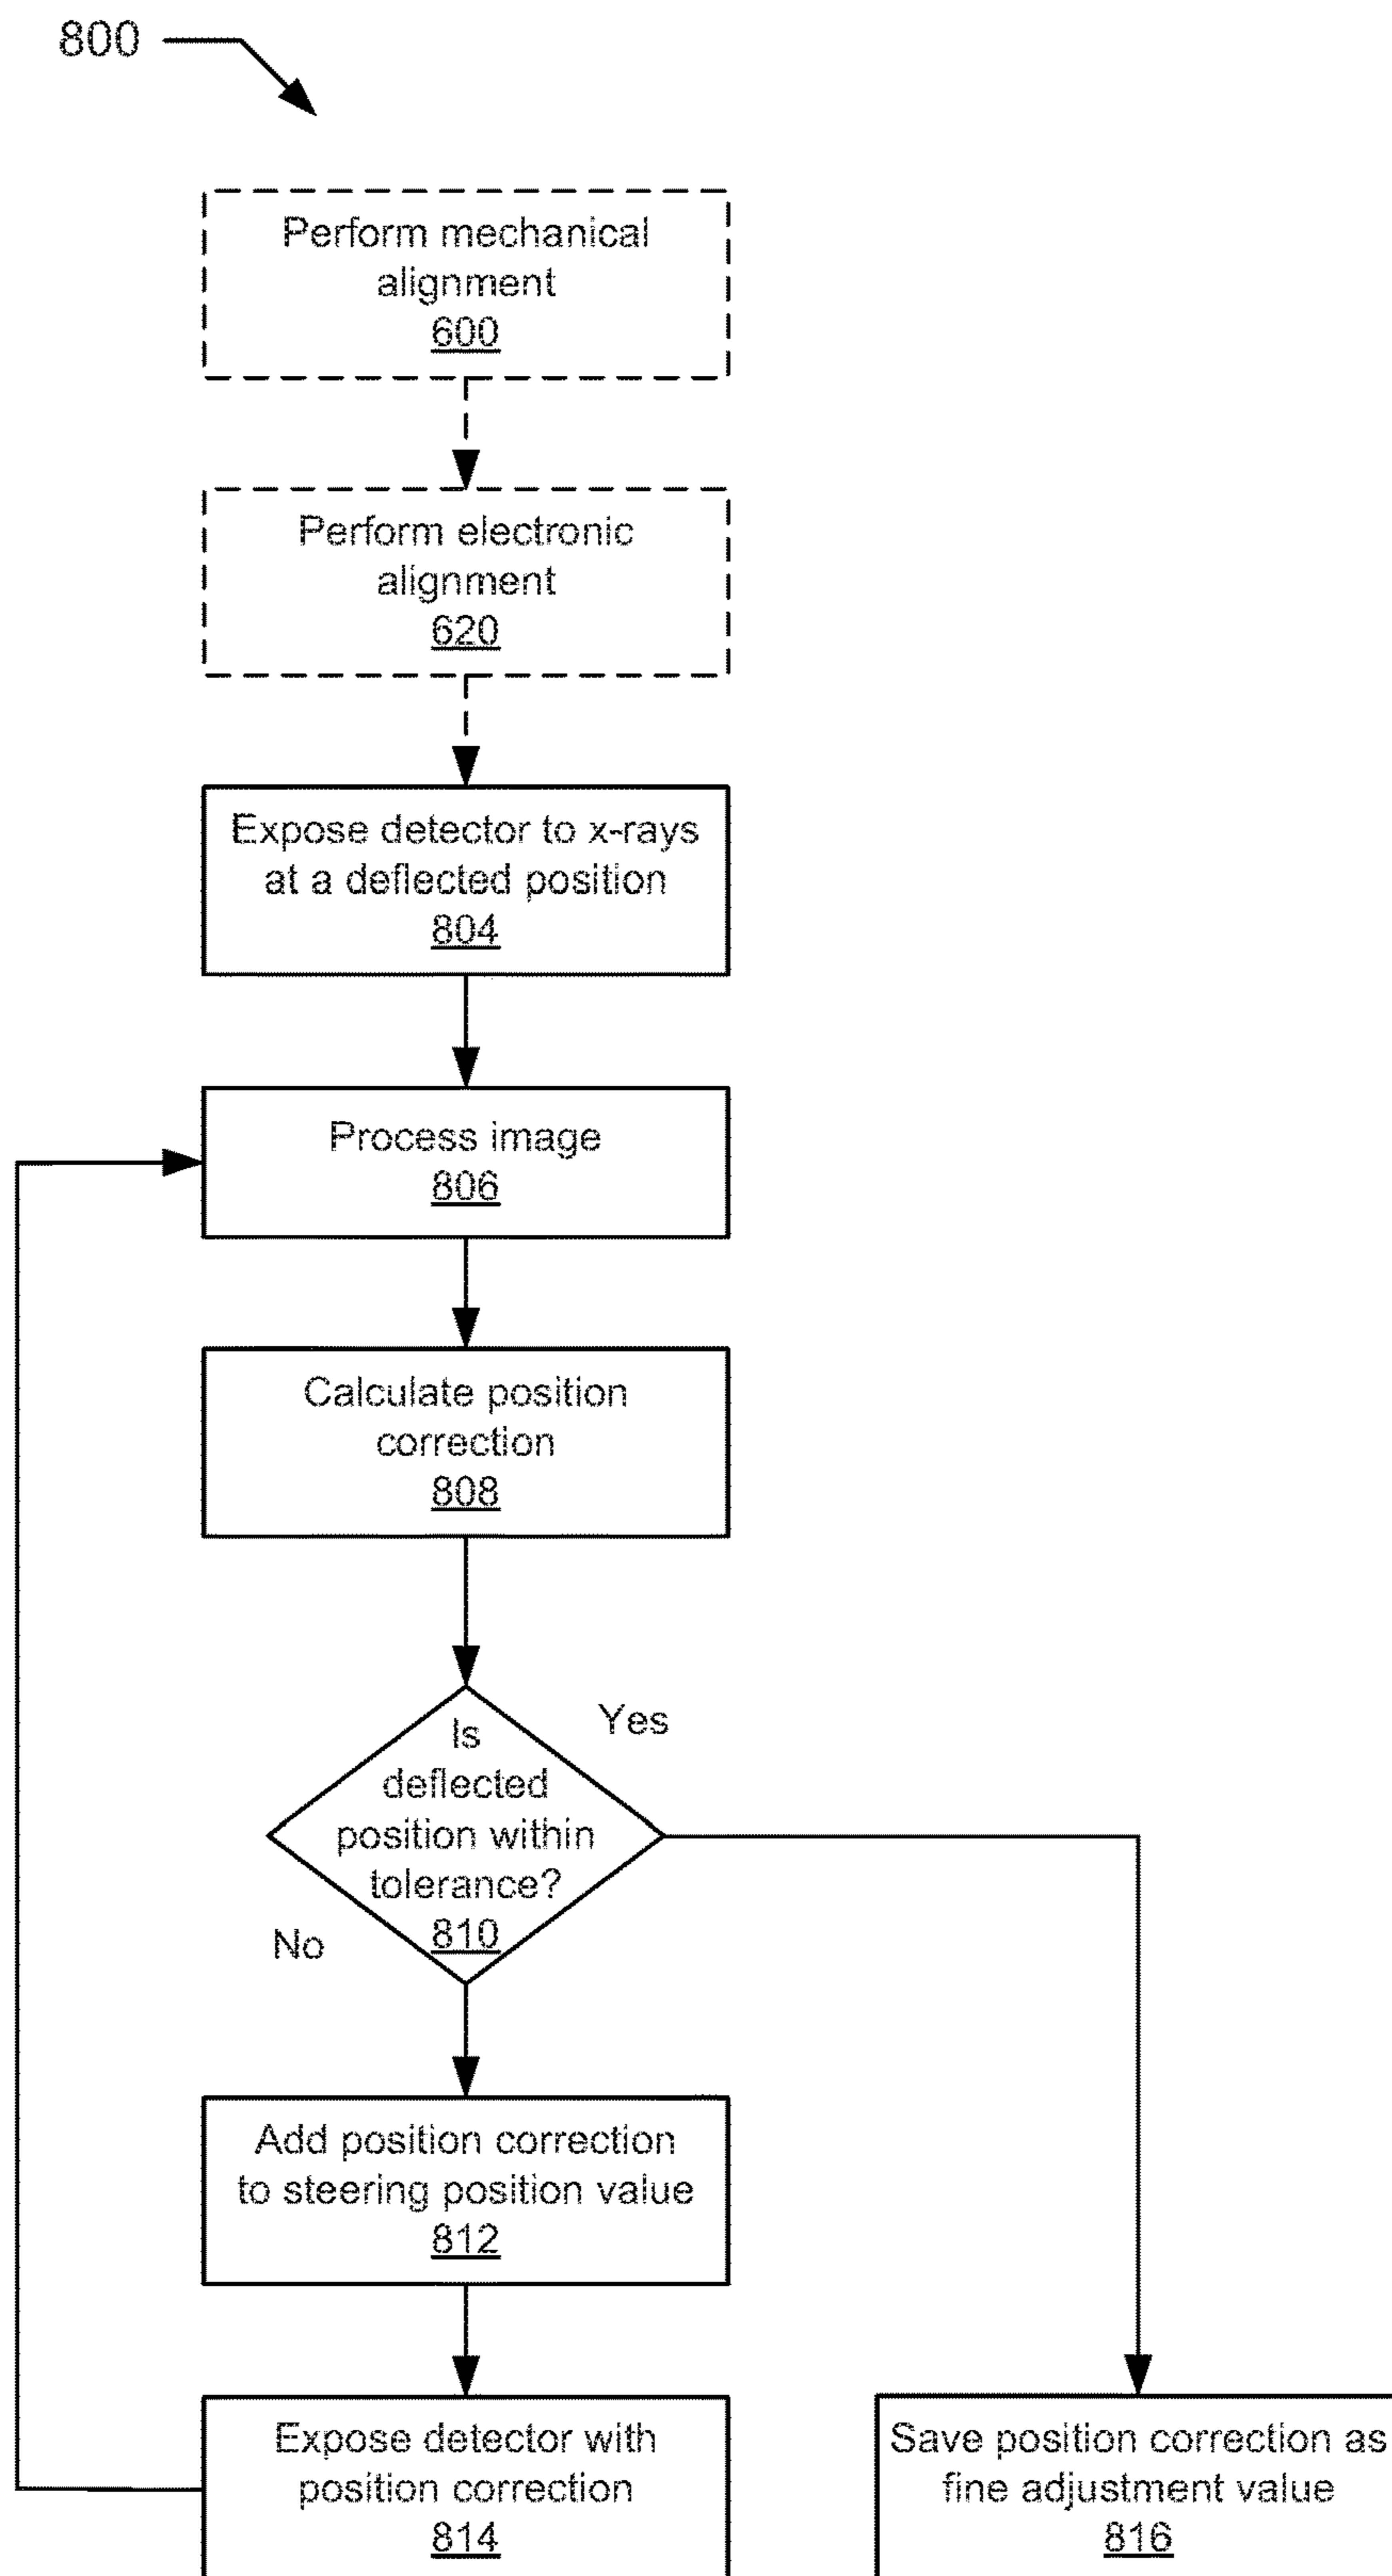 800
Perform mechanical
alignment
600
Perform electronic
alignment
620
Expose detector to x-rays
at a deflected position
804
Process image
806
Calculate position
correction
808
Is
deflected
position within
tolerance?
810
Yes
No
Add position correction
to steering position value
812
Expose detector with
position correction
814
Save position correction as
fine adjustment value
816